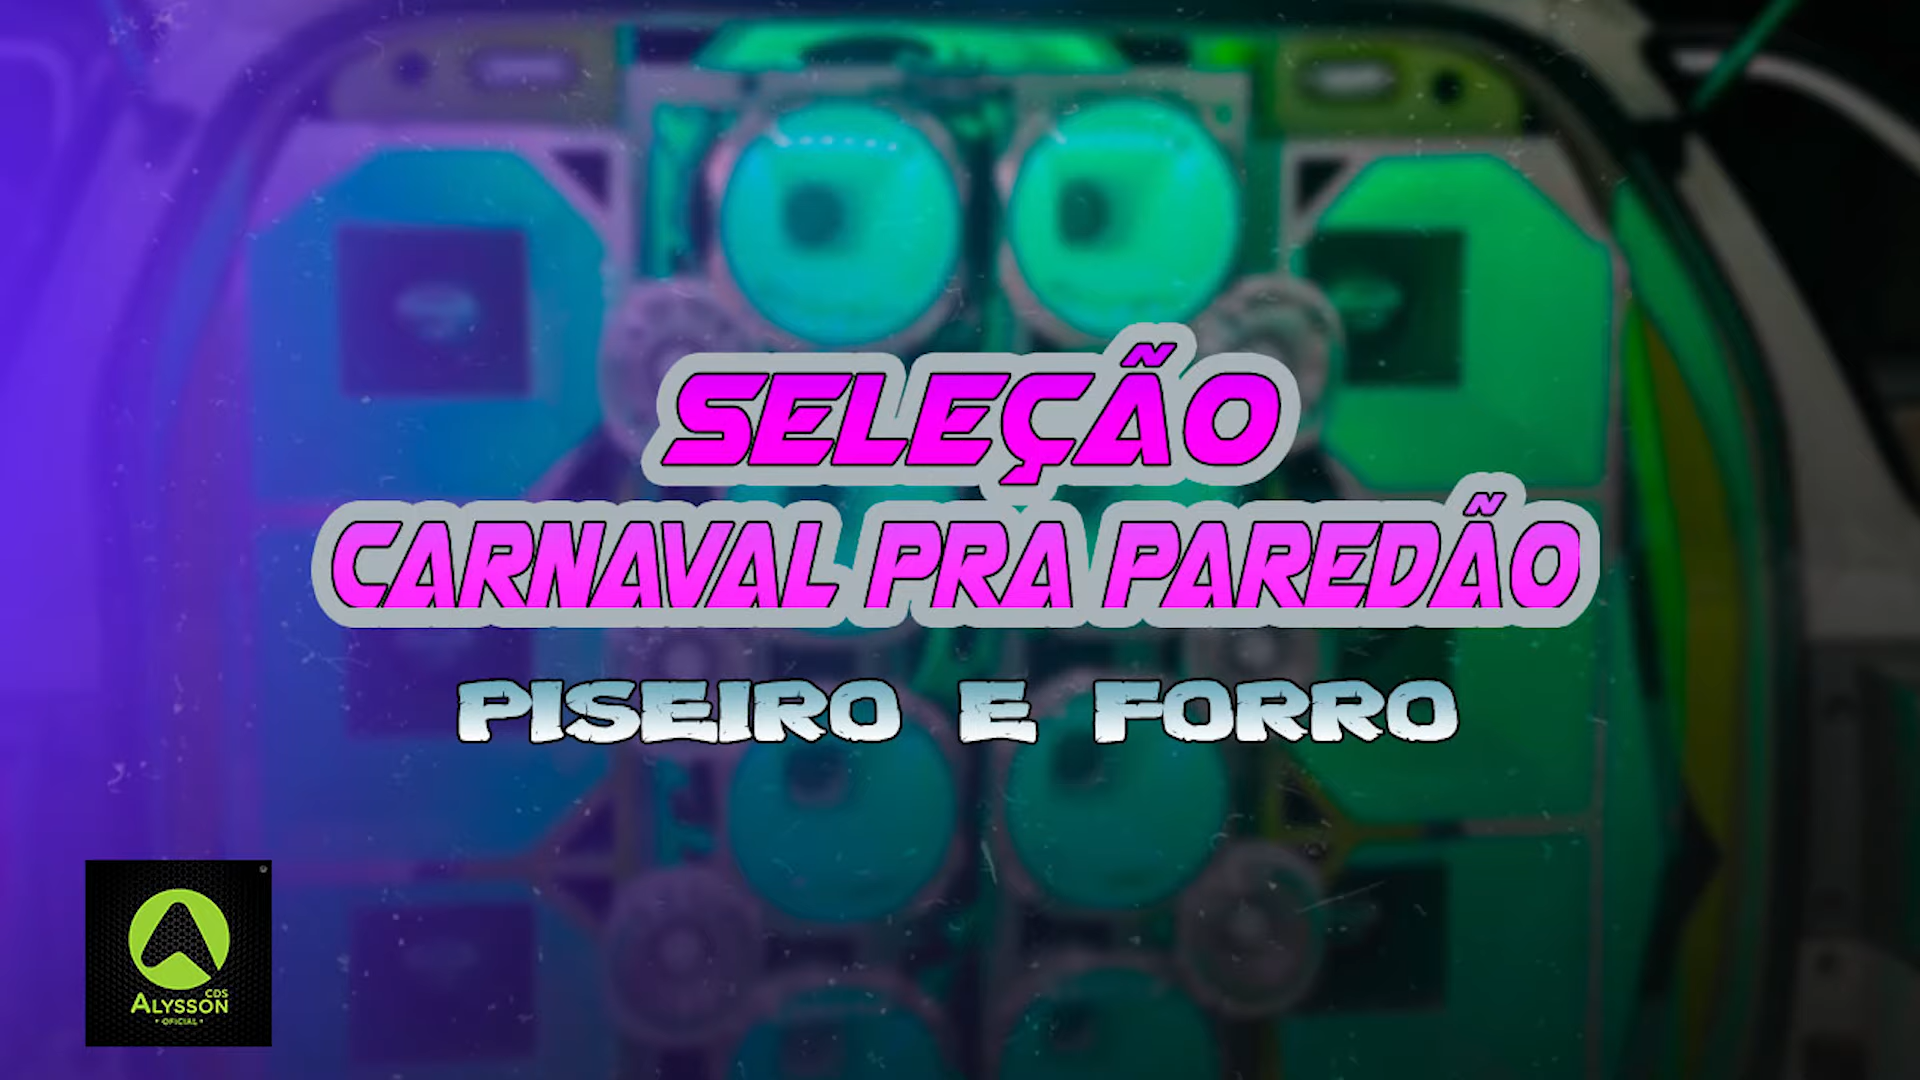 SELEÇÃO
CARNAVAL PRA PAREDÃO
PISEIRO E FORRO
CDS
ALYSSON
• OFICIAL •